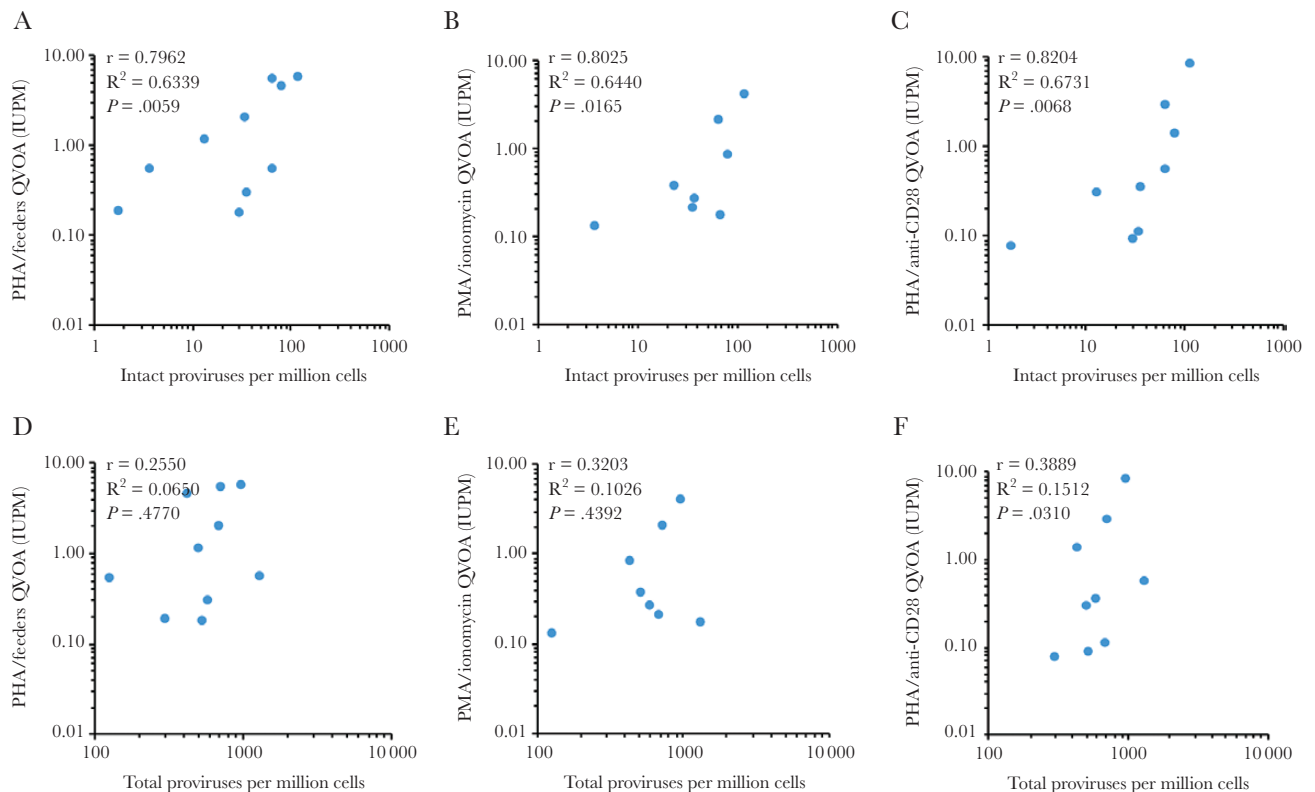 A
PHA/feeders QVOA (IUPM)
r = 0.7962
R² = 0.6339
P = .0059
10.00
1.00
0.10
0.01
1
10
100
1000
Intact proviruses per million cells
B
PMA/ionomycin QVOA (IUPM)
r = 0.8025
R² = 0.6440
P = .0165
10.00
1.00
0.10
0.01
1
10
100
1000
Intact proviruses per million cells
C
PHA/anti-CD28 QVOA (IUPM)
r = 0.8204
R² = 0.6731
P = .0068
10.00
1.00
0.10
0.01
1
10
100
1000
Intact proviruses per million cells
D
PHA/feeders QVOA (IUPM)
r = 0.2550
R² = 0.0650
P = .4770
10.00
1.00
0.10
0.01
100
1000
10 000
Total proviruses per million cells
E
PMA/ionomycin QVOA (IUPM)
r = 0.3203
R² = 0.1026
P = .4392
10.00
1.00
0.10
0.01
100
1000
10 000
Total proviruses per million cells
F
PHA/anti-CD28 QVOA (IUPM)
r = 0.3889
R² = 0.1512
P = .0310
10.00
1.00
0.10
0.01
100
1000
10 000
Total proviruses per million cells